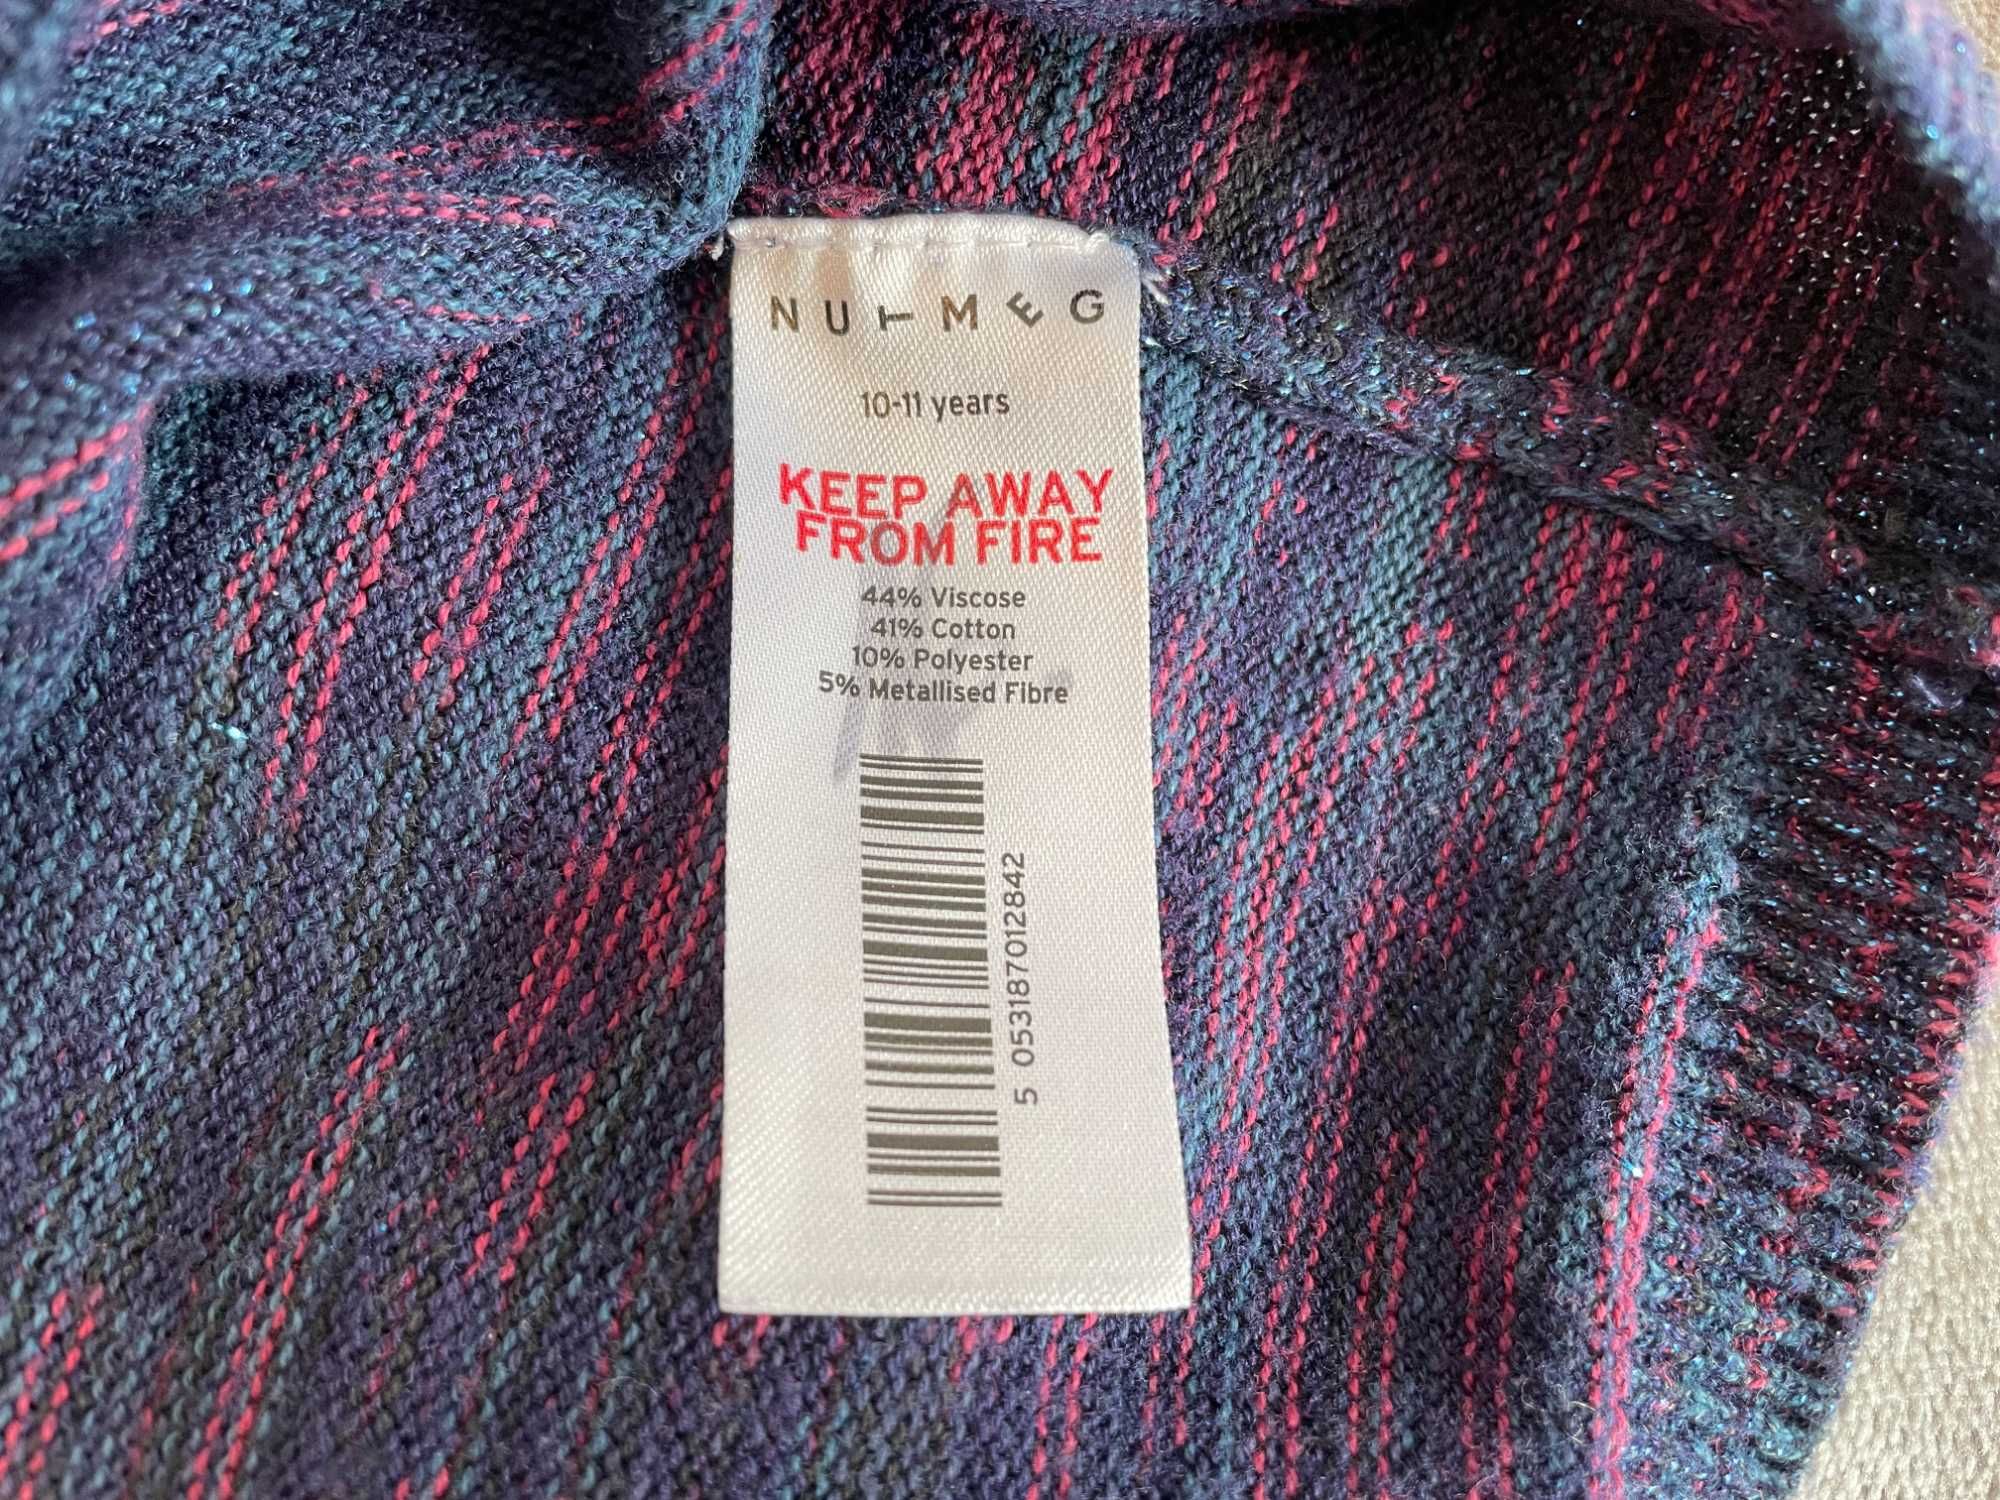 NUTMEG
10-11 years
KEEP AWAY
FROM FIRE
44% Viscose
41% Cotton
10% Polyester
5% Metallised Fibre
5 053187 012842